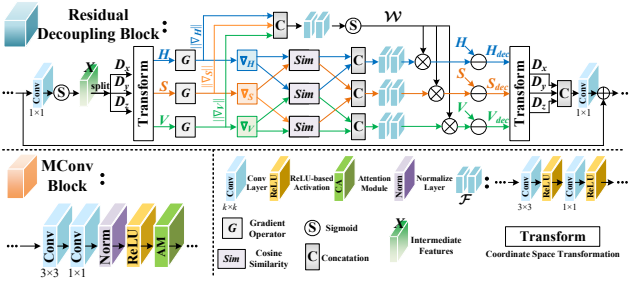 Residual
Decoupling Block :
||∇H||
||∇S||
||∇V||
C
S
W
... Conv
1×1
S
X
split
D_x
D_y
D_z
Transform
H G ∇_H Sim C H H_dec
S G ∇_S Sim C S S_dec
V G ∇_V Sim C V V_dec
Transform
D_x
D_y
D_z
C
Conv
1×1
...
MConv
Block :
... Conv Conv Norm ReLU AM ...
3×3 1×1
Conv
k×k
Conv
Layer
ReLU
ReLU-based
Activation
CA
Attention
Module
Norm
Normalize
Layer
F
: ... Conv ReLU Conv ReLU ...
3×3 1×1
G Gradient
Operator
S Sigmoid
Sim Cosine
Similarity
C Concatation
X
Intermediate
Features
Transform
Coordinate Space Transformation